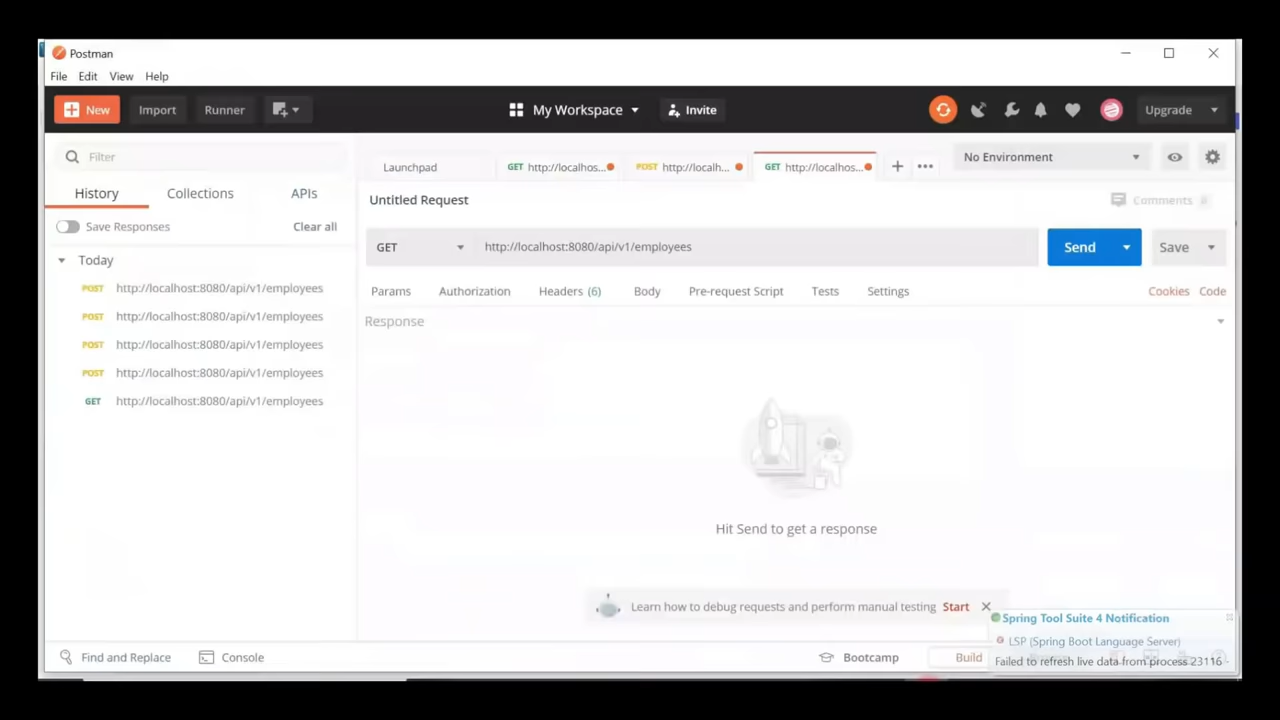 Postman
File Edit View Help
New Import Runner My Workspace Invite Upgrade
Filter
Launchpad GET http://localhos... POST http://localh... GET http://localhos... + ••• No Environment
History Collections APIs
Untitled Request Comments
Save Responses Clear all
GET http://localhost:8080/api/v1/employees Send Save
Today
Params Authorization Headers (6) Body Pre-request Script Tests Settings Cookies Code
Response
POST http://localhost:8080/api/v1/employees
POST http://localhost:8080/api/v1/employees
POST http://localhost:8080/api/v1/employees
POST http://localhost:8080/api/v1/employees
GET http://localhost:8080/api/v1/employees
Hit Send to get a response
Learn how to debug requests and perform manual testing Start
Spring Tool Suite 4 Notification
LSP (Spring Boot Language Server)
Failed to refresh live data from process 23116 -
Find and Replace Console Bootcamp Build